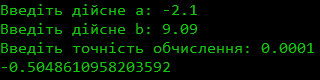 Введіть дійсне a: -2.1
Введіть дійсне b: 9.09
Введіть точність обчислення: 0.0001
-0.5048610958203592